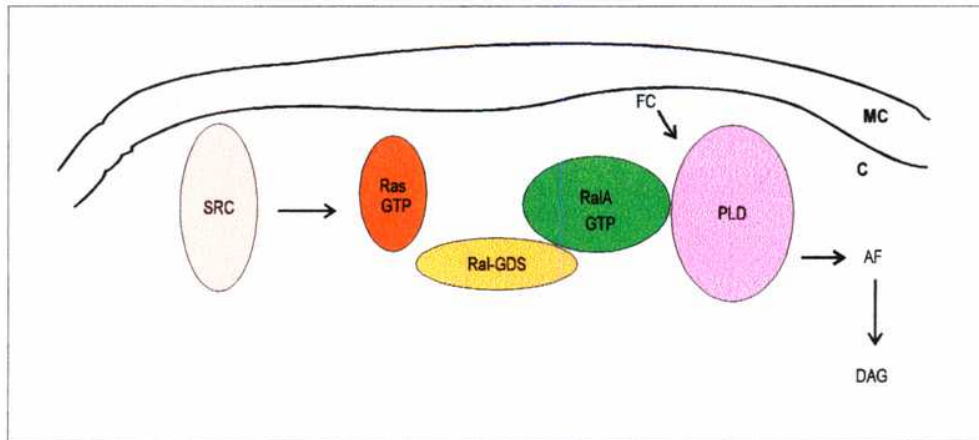 FC
MC
C
SRC
Ras
GTP
RalA
GTP
PLD
Ral-GDS
AF
DAG